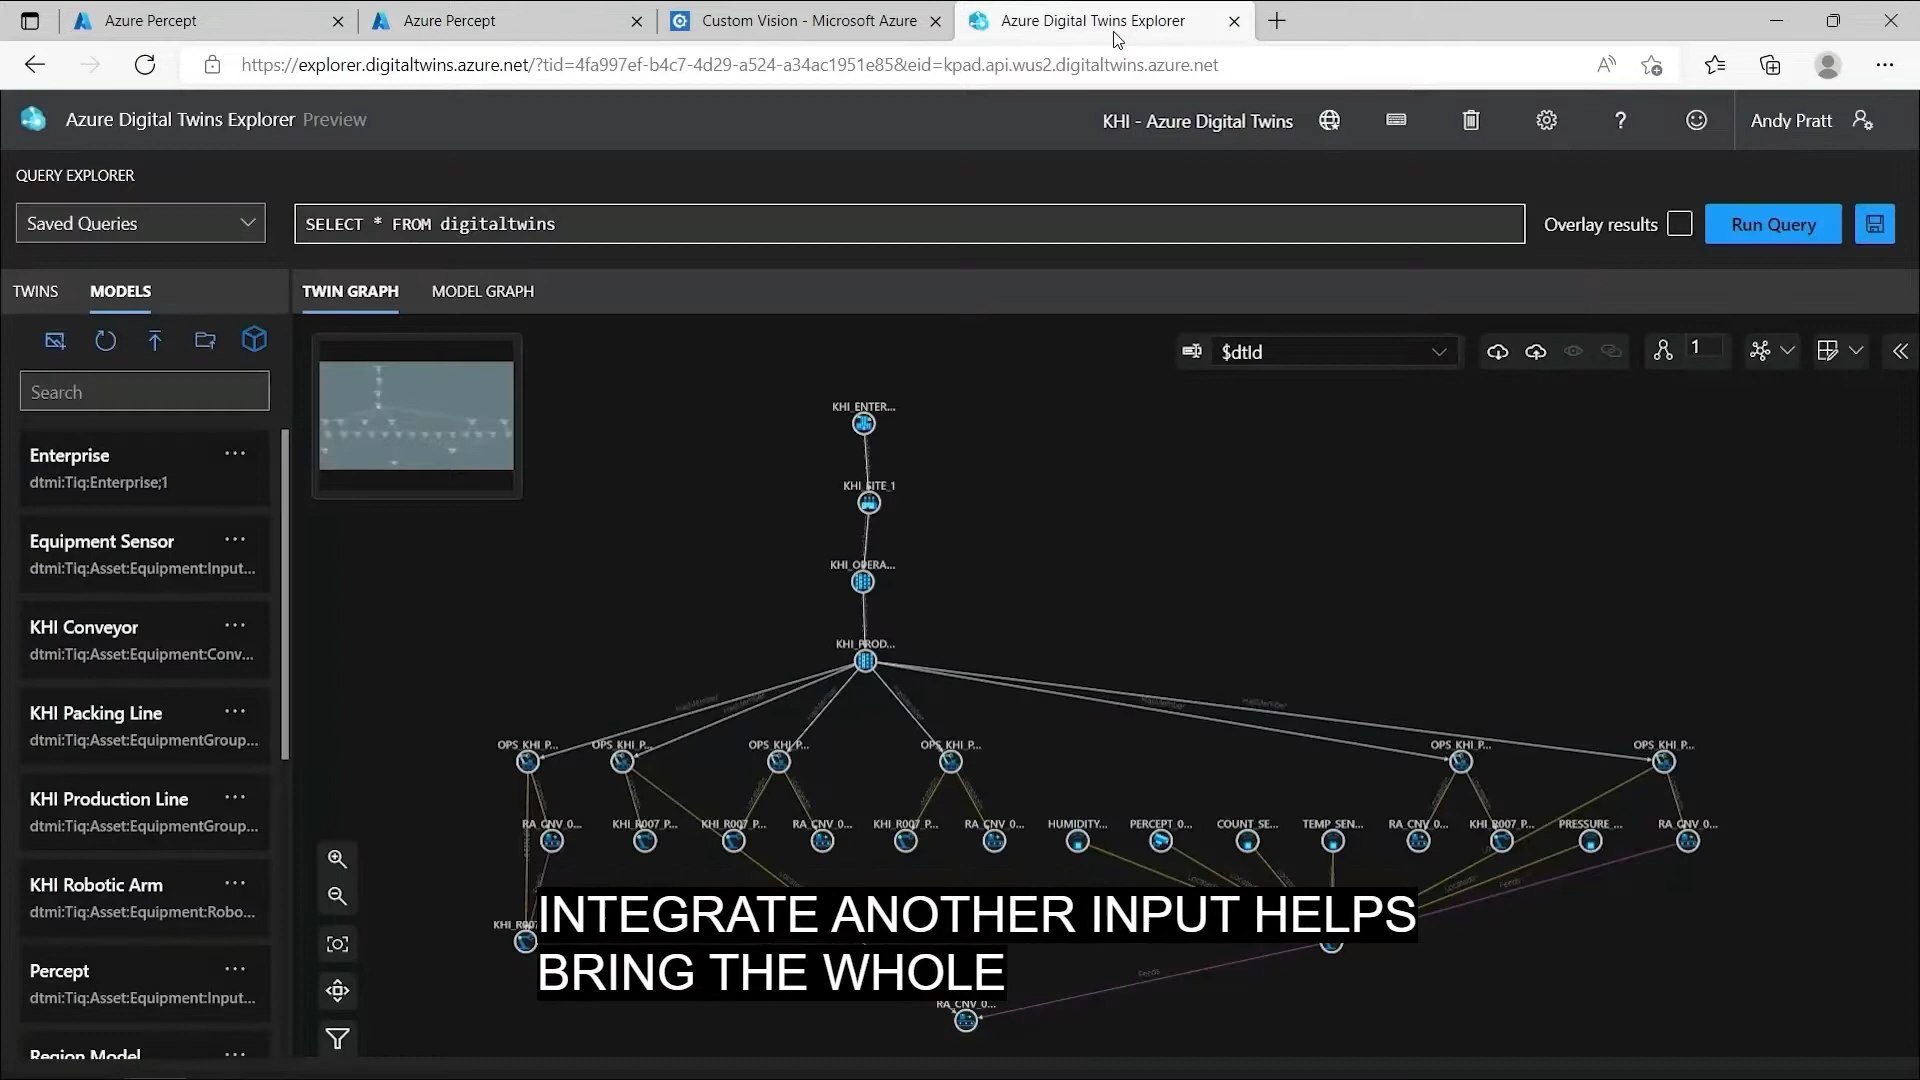 Azure Percept
Azure Percept
Custom Vision - Microsoft Azure
Azure Digital Twins Explorer
https://explorer.digitaltwins.azure.net/?tid=4fa997ef-b4c7-4d29-a524-a34ac1951e85&eid=kpad.api.wus2.digitaltwins.azure.net
Azure Digital Twins Explorer Preview
KHI - Azure Digital Twins
?
Andy Pratt
QUERY EXPLORER
Saved Queries
SELECT * FROM digitaltwins
Overlay results
Run Query
TWINS
MODELS
TWIN GRAPH
MODEL GRAPH
Search
$dtId
1
Enterprise
dtmi:Tiq:Enterprise;1
Equipment Sensor
dtmi:Tiq:Asset:Equipment:Input...
KHI Conveyor
dtmi:Tiq:Asset:Equipment:Conv...
KHI Packing Line
dtmi:Tiq:Asset:EquipmentGroup...
KHI Production Line
dtmi:Tiq:Asset:EquipmentGroup...
KHI Robotic Arm
dtmi:Tiq:Asset:Equipment:Robo...
Percept
dtmi:Tiq:Asset:Equipment:Input...
Region Model
KHI_ENTER...
KHI_SITE_1
KHI_OPERA...
KHI_PROD...
OPS_KHI_P...
OPS_KHI_P...
OPS_KHI_P...
OPS_KHI_P...
OPS_KHI_P...
OPS_KHI_P...
RA_CNV_0...
KHI_R007_P...
KHI_R007_P...
RA_CNV_0...
KHI_R007_P...
RA_CNV_0...
HUMIDITY...
PERCEPT_0...
COUNT_SE...
TEMP_SEN...
RA_CNV_0...
KHI_R007_P...
PRESSURE_...
RA_CNV_0...
KHI_R007
INTEGRATE ANOTHER INPUT HELPS
BRING THE WHOLE
Feeds
RA_CNV_0...